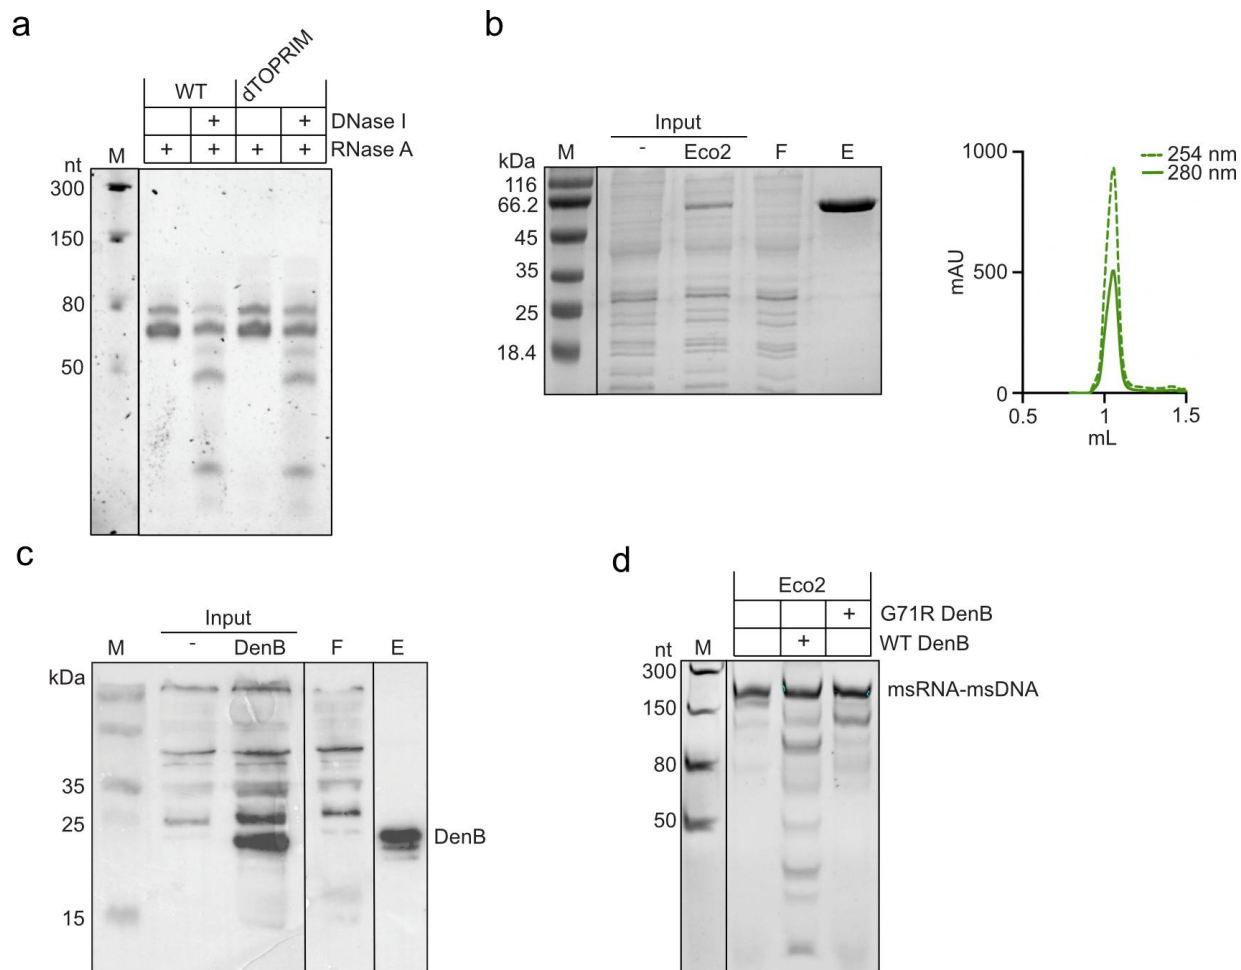 a
WT
dTOPRIM
+ + DNase I
+ + + + RNase A
nt
M
300
150
80
50
b
Input
kDa M - Eco2 F E
116
66.2
45
35
25
18.4
1000
500
0
mAU
0.5 1 1.5
mL
254 nm
280 nm
c
Input
M - DenB F E
kDa
35
25
15
DenB
d
Eco2
+ G71R DenB
+ WT DenB
nt M
300
150
80
50
msRNA-msDNA